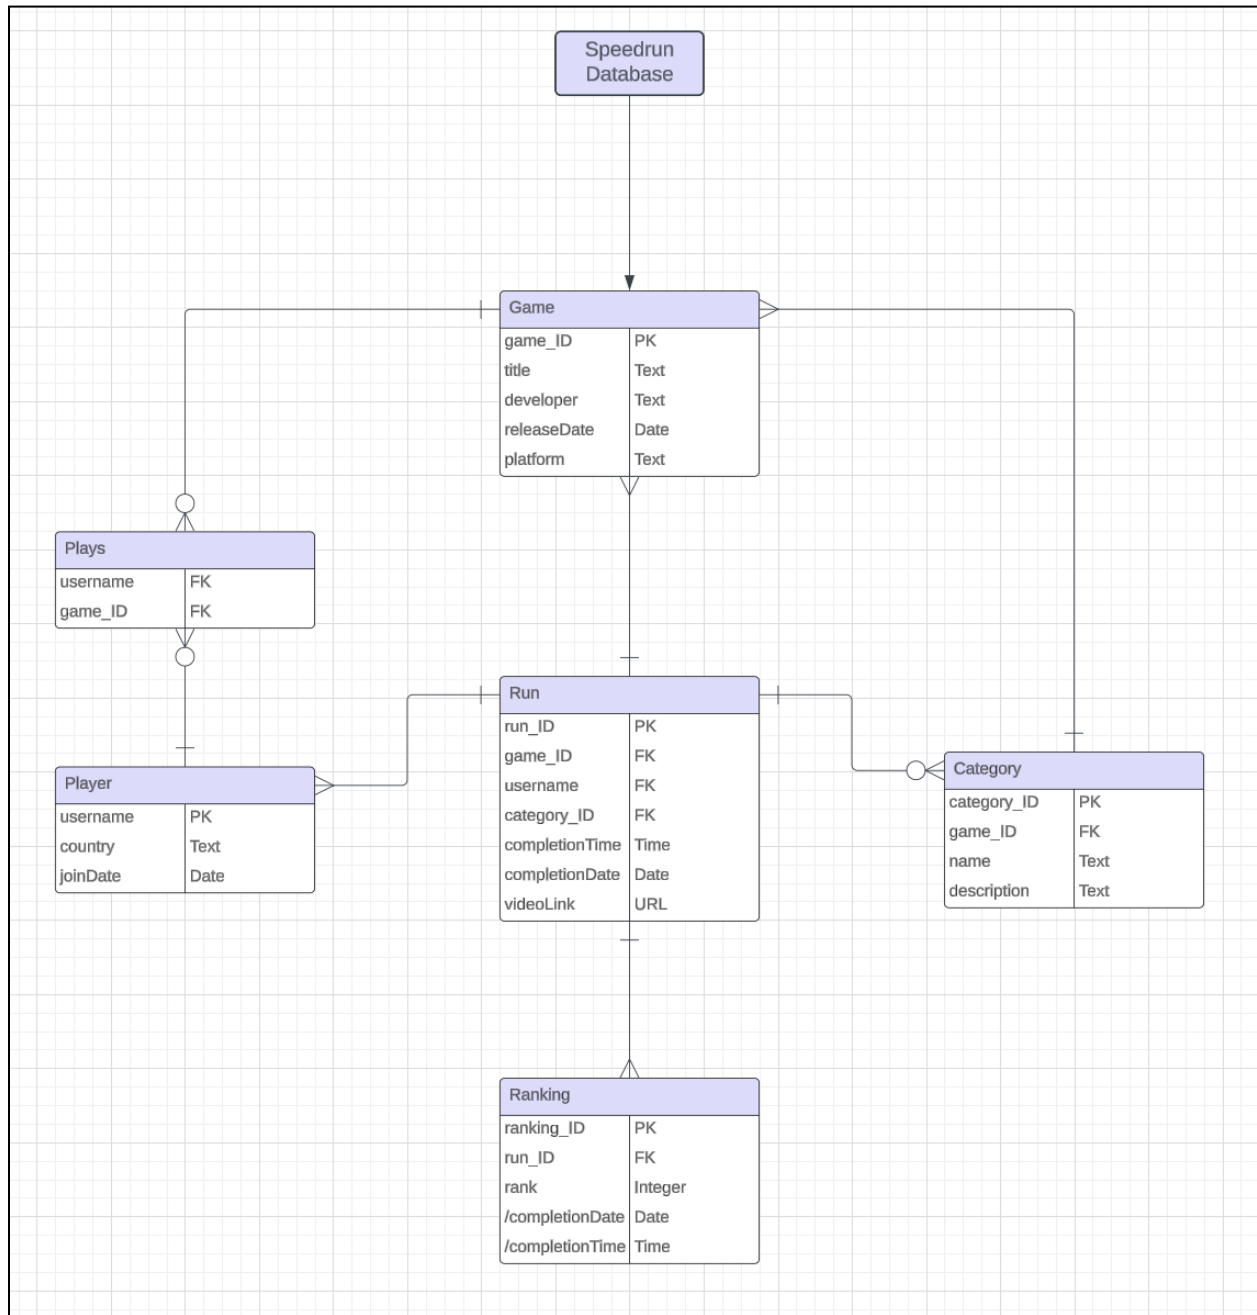 Speedrun
Database
Game
game_ID PK
title Text
developer Text
releaseDate Date
platform Text
Plays
username FK
game_ID FK
Run
run_ID PK
game_ID FK
username FK
category_ID FK
completionTime Time
completionDate Date
videoLink URL
Player
username PK
country Text
joinDate Date
Category
category_ID PK
game_ID FK
name Text
description Text
Ranking
ranking_ID PK
run_ID FK
rank Integer
/completionDate Date
/completionTime Time